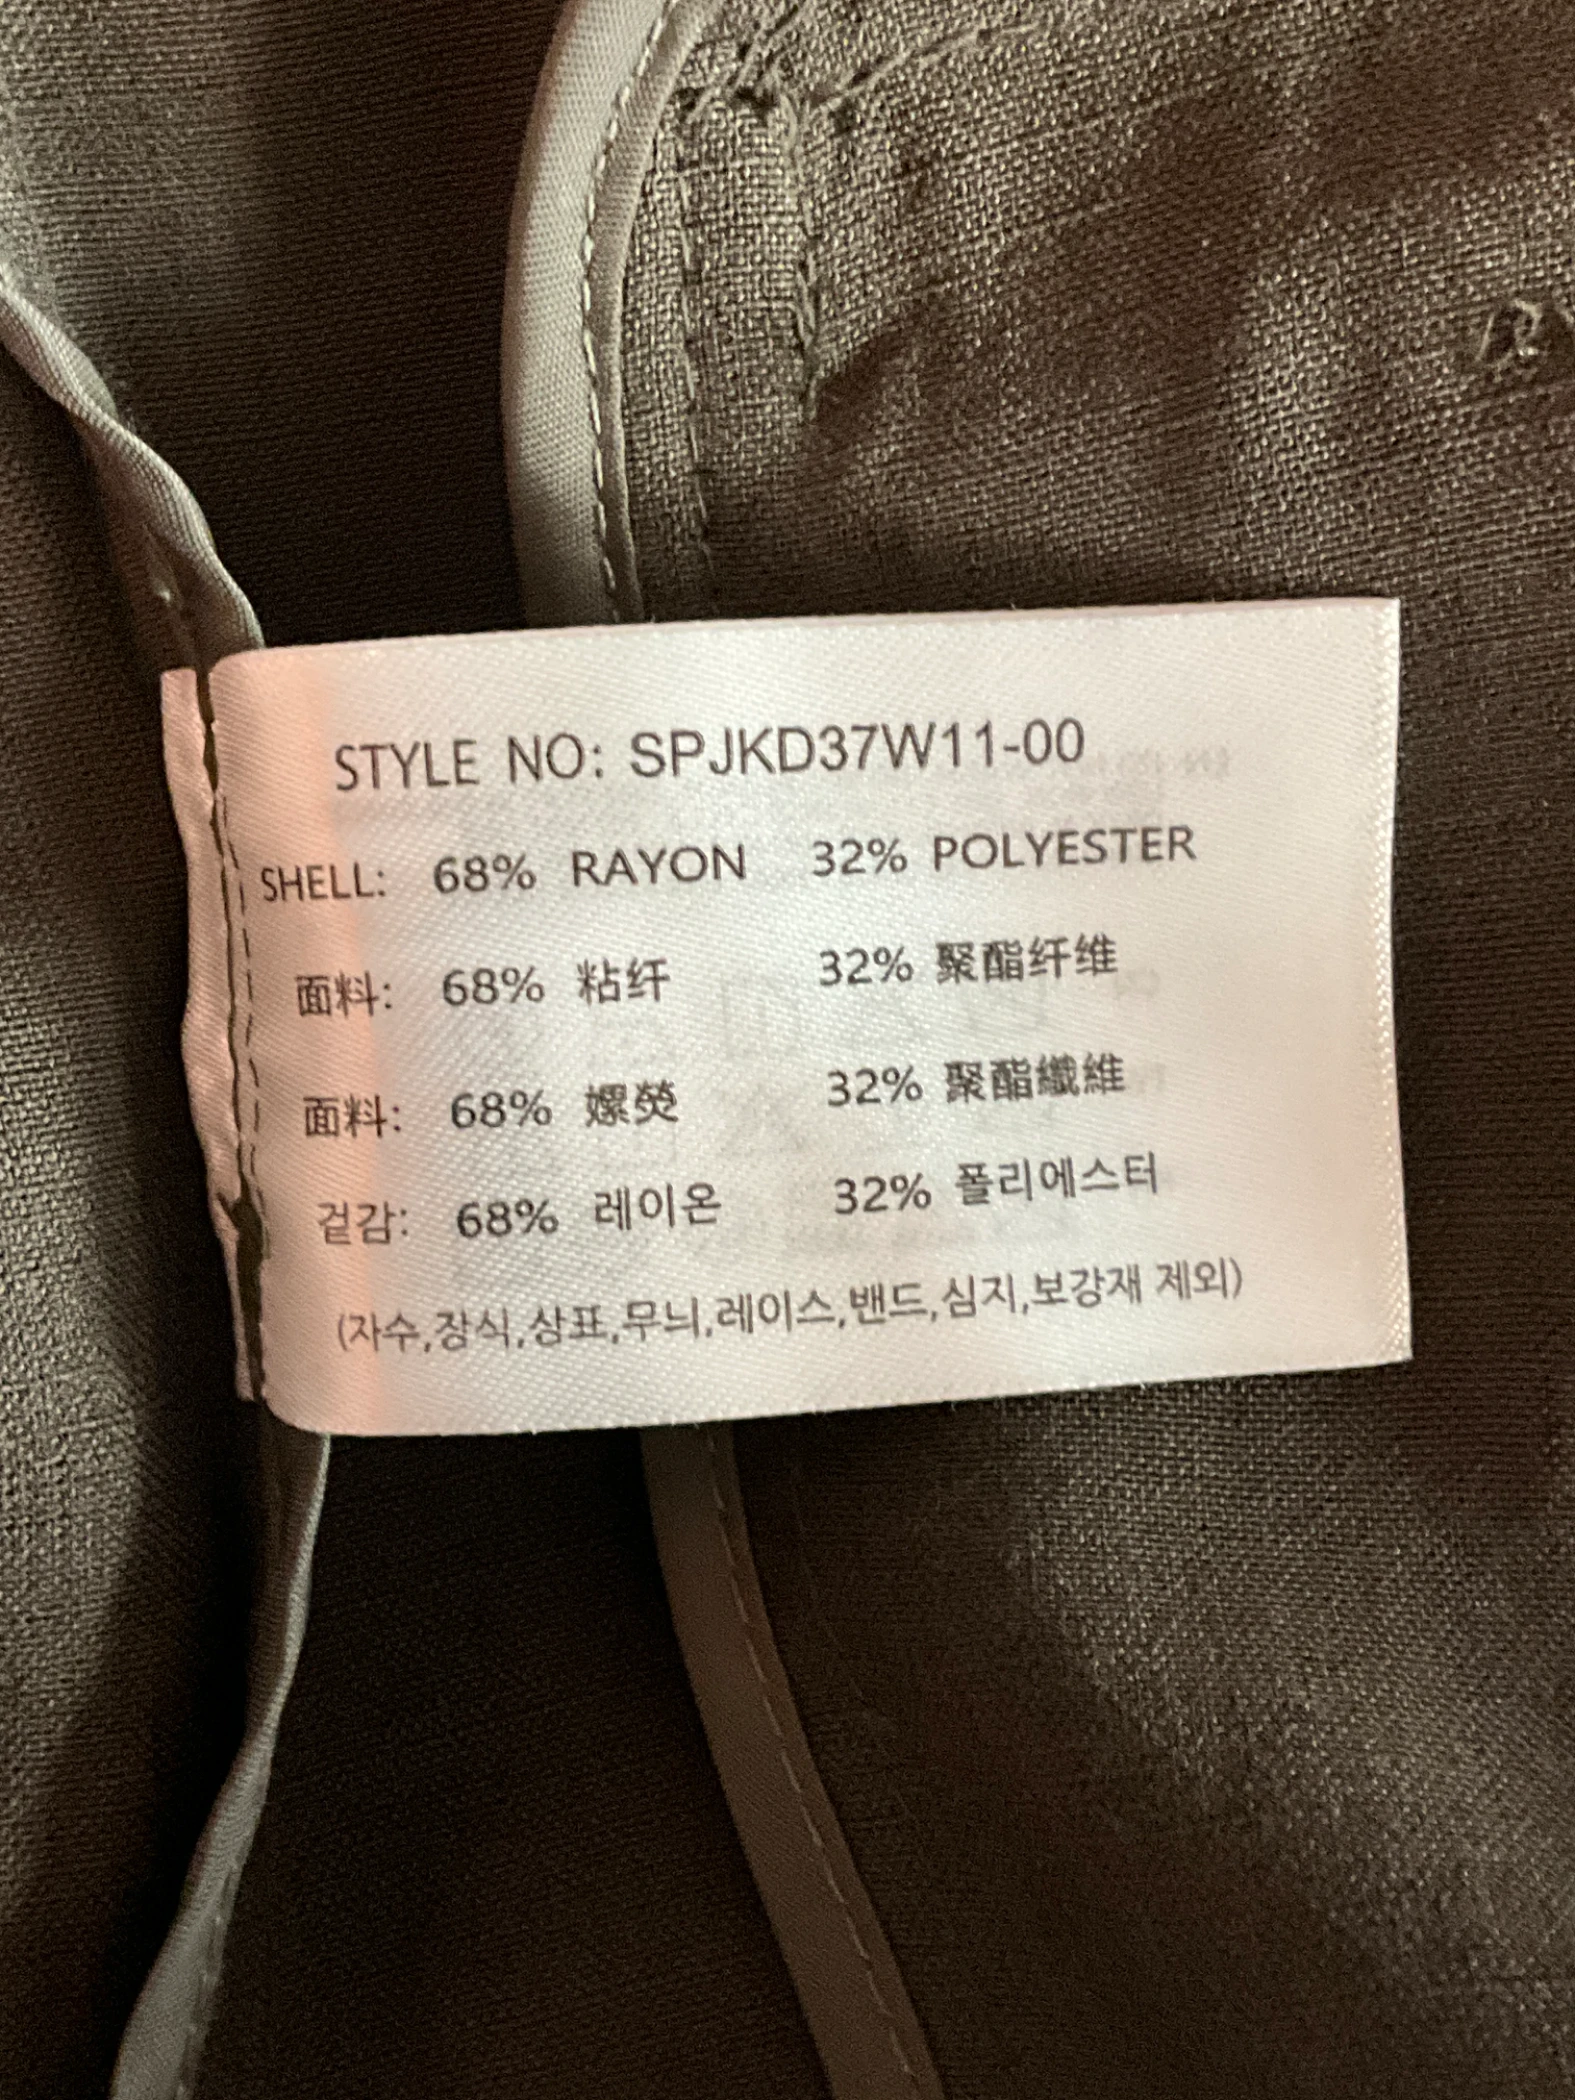 STYLE NO: SPJKD37W11-00
SHELL: 68% RAYON 32% POLYESTER
面料: 68% 粘纤 32% 聚酯纤维
面料: 68% 嫘熒 32% 聚酯纖維
겉감: 68% 레이온 32% 폴리에스터
(자수,장식,상표,무늬,레이스,밴드,심지,보강재 제외)